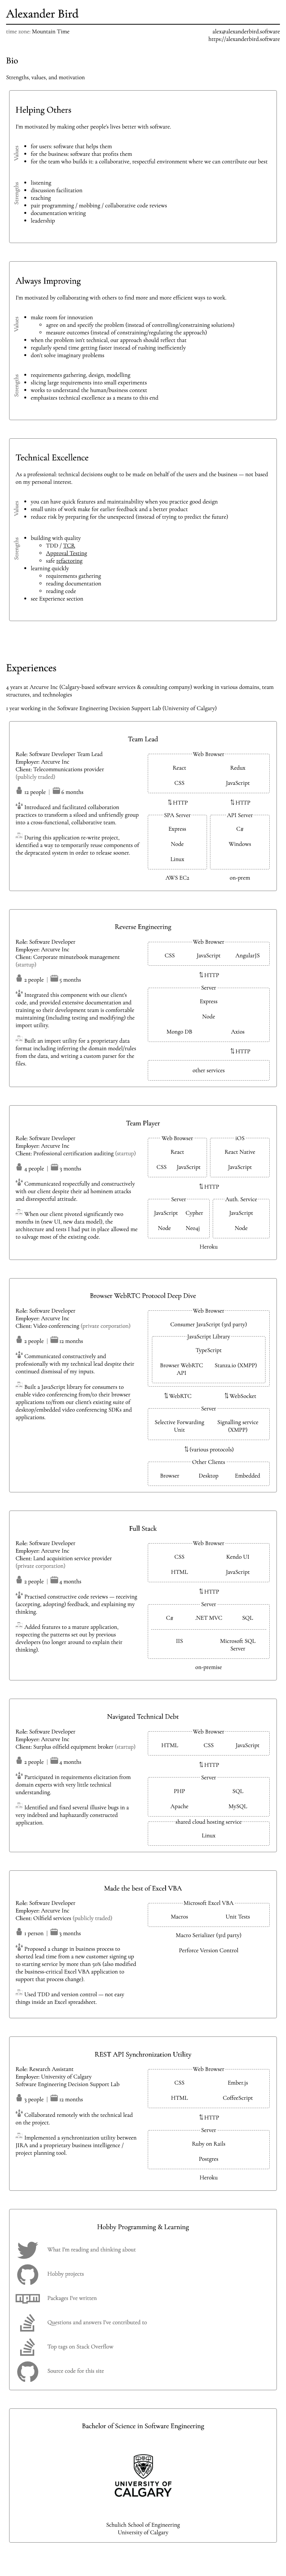 Alexander Bird
time zone: Mountain Time
alex@alexanderbird.software
https://alexanderbird.software
Bio
Strengths, values, and motivation
Helping Others
I'm motivated by making other people's lives better with software.
Values
for users: software that helps them
for the business: software that profits them
for the team who builds it: a collaborative, respectful environment where we can contribute our best
Strengths
listening
discussion facilitation
teaching
pair programming / mobbing / collaborative code reviews
documentation writing
leadership
Always Improving
I'm motivated by collaborating with others to find more and more efficient ways to work.
Values
make room for innovation
agree on and specify the problem (instead of controlling/constraining solutions)
measure outcomes (instead of constraining/regulating the approach)
when the problem isn't technical, our approach should reflect that
regularly spend time getting faster instead of rushing inefficiently
don't solve imaginary problems
Strengths
requirements gathering, design, modelling
slicing large requirements into small experiments
works to understand the human/business context
emphasizes technical excellence as a means to this end
Technical Excellence
As a professional: technical decisions ought to be made on behalf of the users and the business — not based
on my personal interest.
Values
you can have quick features and maintainability when you practice good design
small units of work make for earlier feedback and a better product
reduce risk by preparing for the unexpected (instead of trying to predict the future)
Strengths
building with quality
TDD / TCR
Approval Testing
safe refactoring
learning quickly
requirements gathering
reading documentation
reading code
see Experience section
Experiences
4 years at Arcurve Inc (Calgary-based software services & consulting company) working in various domains, team
structures, and technologies
1 year working in the Software Engineering Decision Support Lab (University of Calgary)
Team Lead
Role: Software Developer Team Lead
Employer: Arcurve Inc
Client: Telecommunications provider
(publicly traded)
12 people | 6 months
Introduced and facilitated collaboration
practices to transform a siloed and unfriendly group
into a cross-functional, collaborative team.
During this application re-write project,
identified a way to temporarily reuse components of
the deprecated system in order to release sooner.
Web Browser
React Redux
CSS JavaScript
⇅ HTTP ⇅ HTTP
SPA Server API Server
Express C#
Node Windows
Linux
AWS EC2 on-prem
Reverse Engineering
Role: Software Developer
Employer: Arcurve Inc
Client: Corporate minutebook management
(startup)
2 people | 5 months
Integrated this component with our client's
code, and provided extensive documentation and
training so their development team is comfortable
maintaining (including testing and modifying) the
import utility.
Built an import utility for a proprietary data
format including inferring the domain model/rules
from the data, and writing a custom parser for the
files.
Web Browser
CSS JavaScript AngularJS
⇅ HTTP
Server
Express
Node
Mongo DB Axios
⇅ HTTP
other services
Team Player
Role: Software Developer
Employer: Arcurve Inc
Client: Professional certification auditing (startup)
4 people | 3 months
Communicated respectfully and constructively
with our client despite their ad hominem attacks
and disrespectful attitude.
When our client pivoted significantly two
months in (new UI, new data model), the
architecture and tests I had put in place allowed me
to salvage most of the existing code.
Web Browser iOS
React React Native
CSS JavaScript JavaScript
⇅ HTTP
Server Auth. Service
JavaScript Cypher JavaScript
Node Neo4j Node
Heroku
Browser WebRTC Protocol Deep Dive
Role: Software Developer
Employer: Arcurve Inc
Client: Video conferencing (private corporation)
2 people | 12 months
Communicated constructively and
professionally with my technical lead despite their
continued dismissal of my inputs.
Built a JavaScript library for consumers to
enable video conferencing from/to their browser
applications to/from our client's existing suite of
desktop/embedded video conferencing SDKs and
applications.
Web Browser
Consumer JavaScript (3rd party)
JavaScript Library
TypeScript
Browser WebRTC
API
Stanza.io (XMPP)
⇅ WebRTC ⇅ WebSocket
Server
Selective Forwarding
Unit
Signalling service
(XMPP)
⇅ (various protocols)
Other Clients
Browser Desktop Embedded
Full Stack
Role: Software Developer
Employer: Arcurve Inc
Client: Land acquisition service provider
(private corporation)
2 people | 4 months
Practised constructive code reviews — receiving
(accepting, adopting) feedback, and explaining my
thinking.
Added features to a mature application,
respecting the patterns set out by previous
developers (no longer around to explain their
thinking).
Web Browser
CSS Kendo UI
HTML JavaScript
⇅ HTTP
Server
C# .NET MVC SQL
IIS Microsoft SQL
Server
on-premise
Navigated Technical Debt
Role: Software Developer
Employer: Arcurve Inc
Client: Surplus oilfield equipment broker (startup)
2 people | 4 months
Participated in requirements elicitation from
domain experts with very little technical
understanding.
Identified and fixed several illusive bugs in a
very indebted and haphazardly constructed
application.
Web Browser
HTML CSS JavaScript
⇅ HTTP
Server
PHP SQL
Apache MySQL
shared cloud hosting service
Linux
Made the best of Excel VBA
Role: Software Developer
Employer: Arcurve Inc
Client: Oilfield services (publicly traded)
1 person | 5 months
Proposed a change in business process to
shorted lead time from a new customer signing up
to starting service by more than 50% (also modified
the business-critical Excel VBA application to
support that process change).
Used TDD and version control — not easy
things inside an Excel spreadsheet.
Microsoft Excel VBA
Macros Unit Tests
Macro Serializer (3rd party)
Perforce Version Control
REST API Synchronization Utility
Role: Research Assistant
Employer: University of Calgary
Software Engineering Decision Support Lab
3 people | 12 months
Collaborated remotely with the technical lead
on the project.
Implemented a synchronization utility between
JIRA and a proprietary business intelligence /
project planning tool.
Web Browser
CSS Ember.js
HTML CoffeeScript
⇅ HTTP
Server
Ruby on Rails
Postgres
Heroku
Hobby Programming & Learning
What I'm reading and thinking about
Hobby projects
npm Packages I've written
Questions and answers I've contributed to
Top tags on Stack Overflow
Source code for this site
Bachelor of Science in Software Engineering
UNIVERSITY OF
CALGARY
Schulich School of Engineering
University of Calgary